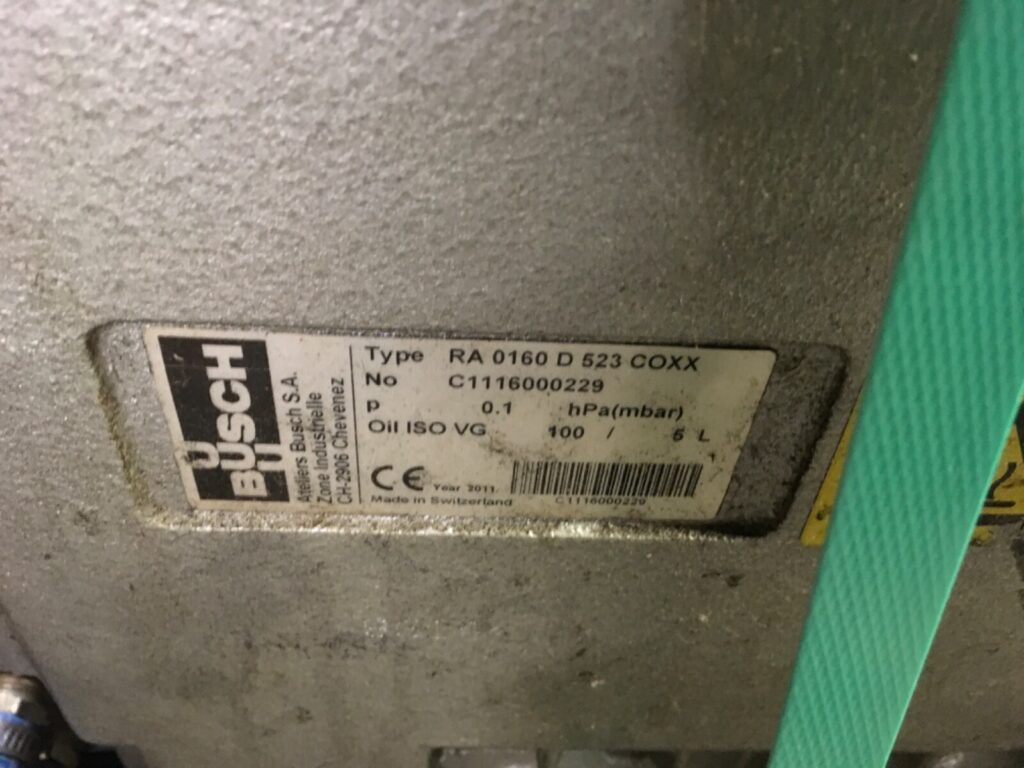 BUSCH
Ateliers Busch S.A.
Zone Industrielle
CH-2906 Chevenez
Type RA 0160 D 523 COXX
No C1116000229
p 0.1 hPa(mbar)
Oil ISO VG 100 / 5 L
CE Year 2011
Made in Switzerland
C1116000229